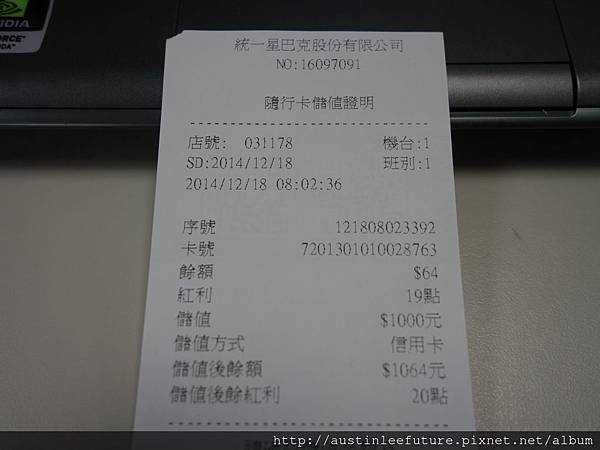 NVIDIA
統一星巴克股份有限公司
NO:16097091
隨行卡儲值證明
店號: 031178 機台:1
SD:2014/12/18 班別:1
2014/12/18 08:02:36
序號 121808023392
卡號 7201301010028763
餘額 $64
紅利 19點
儲值 $1000元
儲值方式 信用卡
儲值後餘額 $1064元
儲值後餘紅利 20點
http://austinleefuture.pixnet.net/album